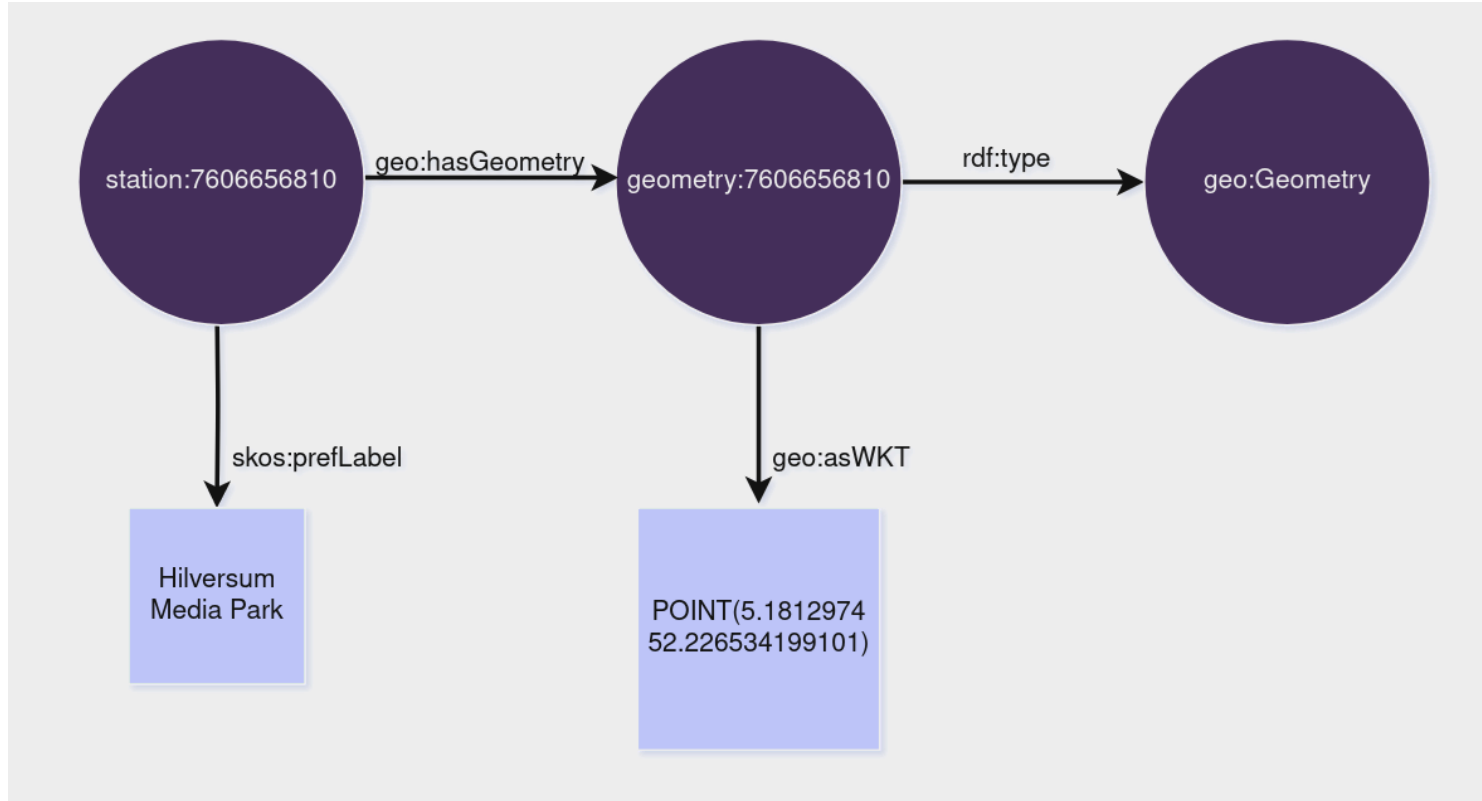 station:7606656810
geo:hasGeometry
geometry:7606656810
rdf:type
geo:Geometry
skos:prefLabel
geo:asWKT
Hilversum
Media Park
POINT(5.1812974
52.226534199101)